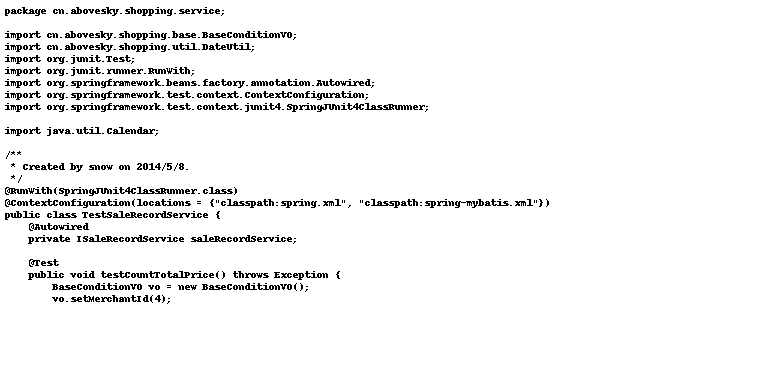 package cn.abovesky.shopping.service;

import cn.abovesky.shopping.base.BaseConditionVO;
import cn.abovesky.shopping.util.DateUtil;
import org.junit.Test;
import org.junit.runner.RunWith;
import org.springframework.beans.factory.annotation.Autowired;
import org.springframework.test.context.ContextConfiguration;
import org.springframework.test.context.junit4.SpringJUnit4ClassRunner;

import java.util.Calendar;

/**
 * Created by snow on 2014/5/8.
 */
@RunWith(SpringJUnit4ClassRunner.class)
@ContextConfiguration(locations = {"classpath:spring.xml", "classpath:spring-mybatis.xml"})
public class TestSaleRecordService {
    @Autowired
    private ISaleRecordService saleRecordService;

    @Test
    public void testCountTotalPrice() throws Exception {
        BaseConditionVO vo = new BaseConditionVO();
        vo.setMerchantId(4);